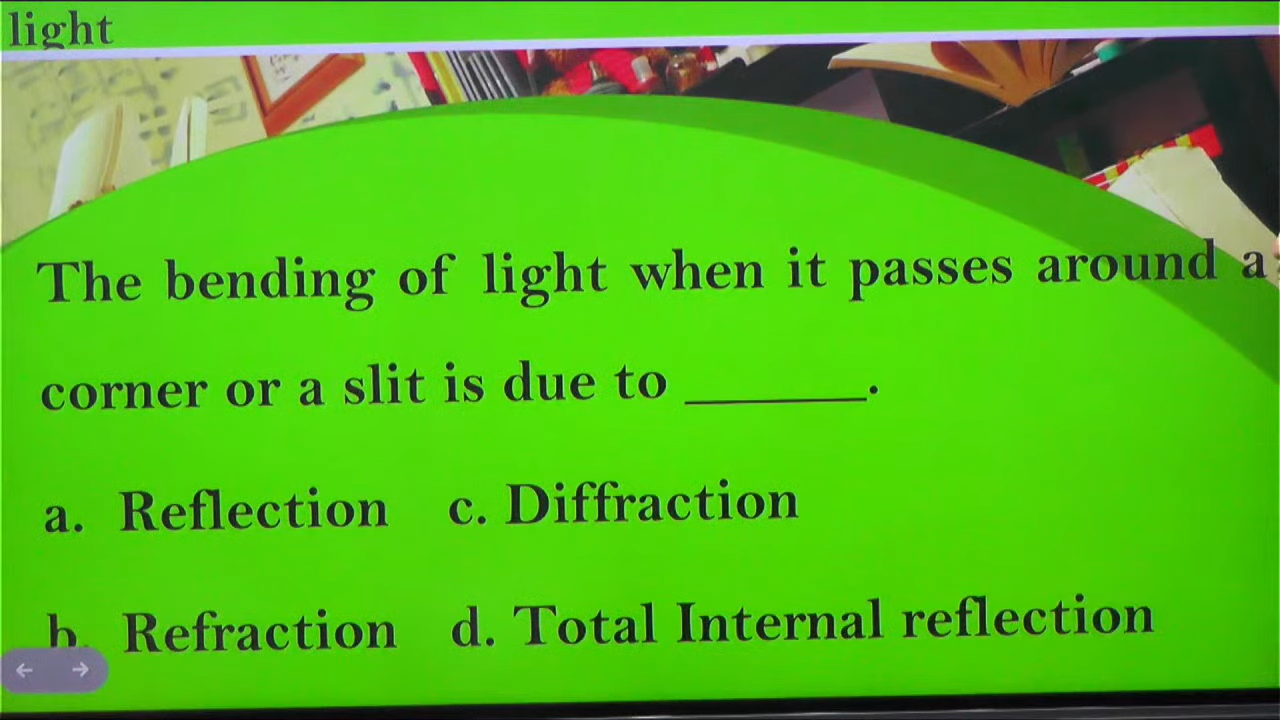 light
The bending of light when it passes around a
corner or a slit is due to ______.
a. Reflection c. Diffraction
b. Refraction d. Total Internal reflection